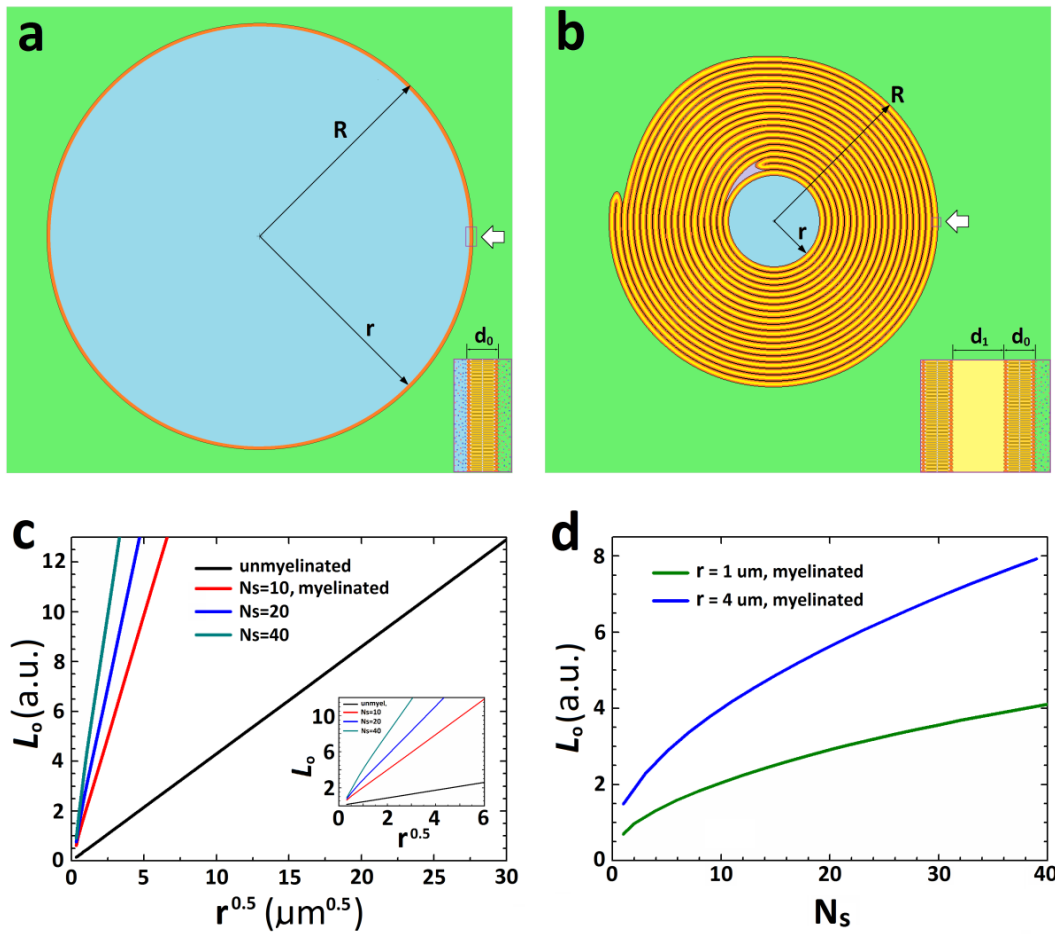 a
R
r
d₀
b
R
r
d₁ d₀
c
unmyelinated
Ns=10, myelinated
Ns=20
Ns=40
Lₒ(a.u.)
12
10
8
6
4
2
0
0 5 10 15 20 25 30
r⁰·⁵ (µm⁰·⁵)
unmyel.
Ns=10
Ns=20
Ns=40
Lₒ
10
6
2
0 2 4 6
r⁰·⁵
d
r = 1 um, myelinated
r = 4 um, myelinated
Lₒ(a.u.)
8
6
4
2
0
0 10 20 30 40
Nₛ